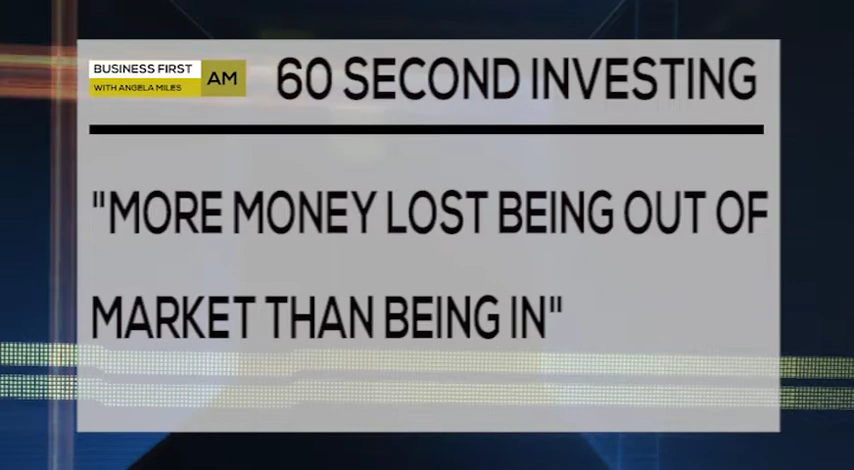 BUSINESS FIRST
WITH ANGELA MILES
AM
60 SECOND INVESTING
"MORE MONEY LOST BEING OUT OF
MARKET THAN BEING IN"